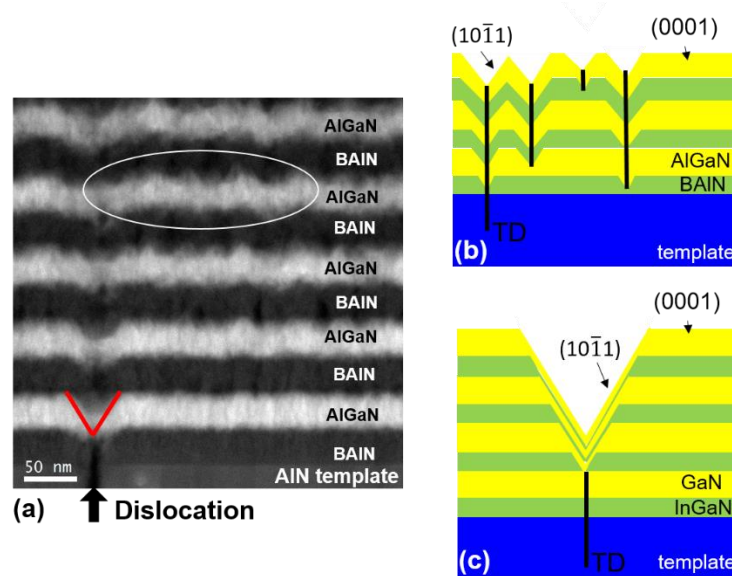 AlGaN
BAlN
AlGaN
BAlN
AlGaN
BAlN
AlGaN
BAlN
AlGaN
BAlN
50 nm
AlN template
(a)
Dislocation
(101̅1)
(0001)
AlGaN
BAlN
TD
(b)
template
(0001)
(101̅1)
GaN
InGaN
(c)
TD
template